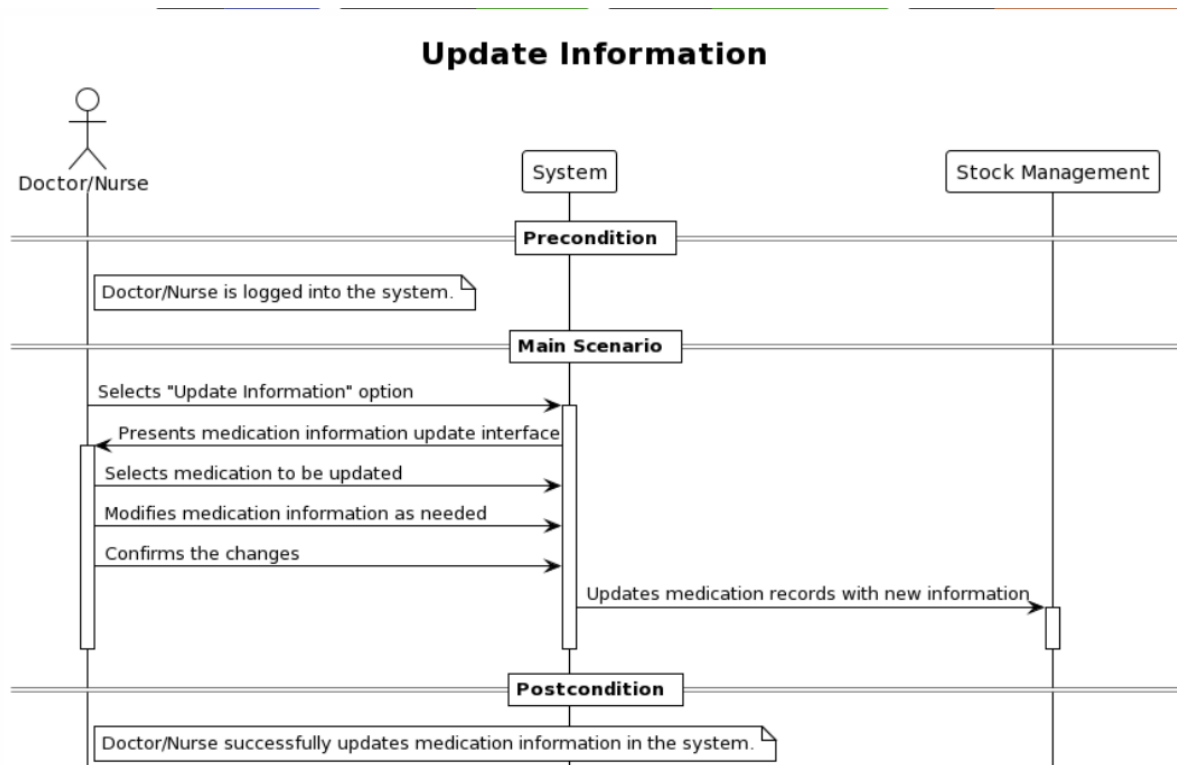 Update Information
Doctor/Nurse
System
Stock Management
Precondition
Doctor/Nurse is logged into the system.
Main Scenario
Selects "Update Information" option
Presents medication information update interface
Selects medication to be updated
Modifies medication information as needed
Confirms the changes
Updates medication records with new information
Postcondition
Doctor/Nurse successfully updates medication information in the system.